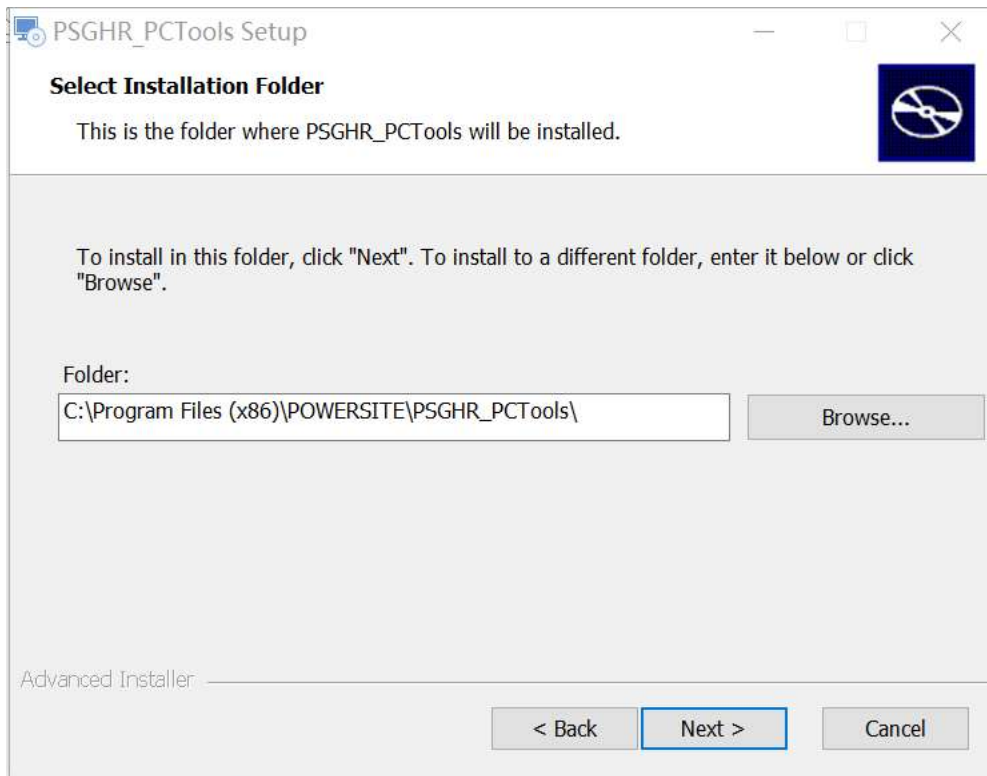 PSGHR_PCTools Setup
Select Installation Folder
This is the folder where PSGHR_PCTools will be installed.
To install in this folder, click "Next". To install to a different folder, enter it below or click
"Browse".
Folder:
C:\Program Files (x86)\POWERSITE\PSGHR_PCTools\
Browse...
Advanced Installer
< Back
Next >
Cancel